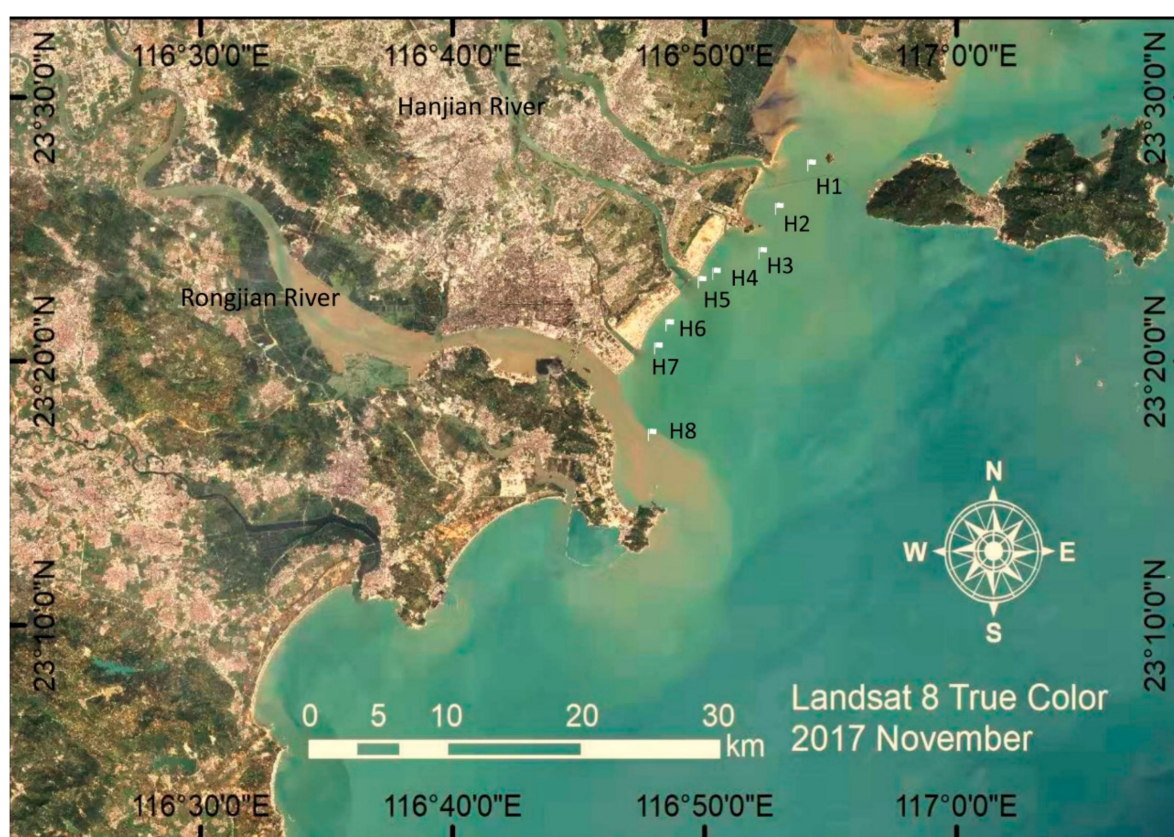 116°30'0"E 116°40'0"E 116°50'0"E 117°0'0"E
23°30'0"N 23°30'0"N
Hanjian River
H1
H2
H3
H4
H5
Rongjian River
H6
23°20'0"N 23°20'0"N
H7
H8
N
W E
S
23°10'0"N 23°10'0"N
0 5 10 20 30
km
Landsat 8 True Color
2017 November
116°30'0"E 116°40'0"E 116°50'0"E 117°0'0"E